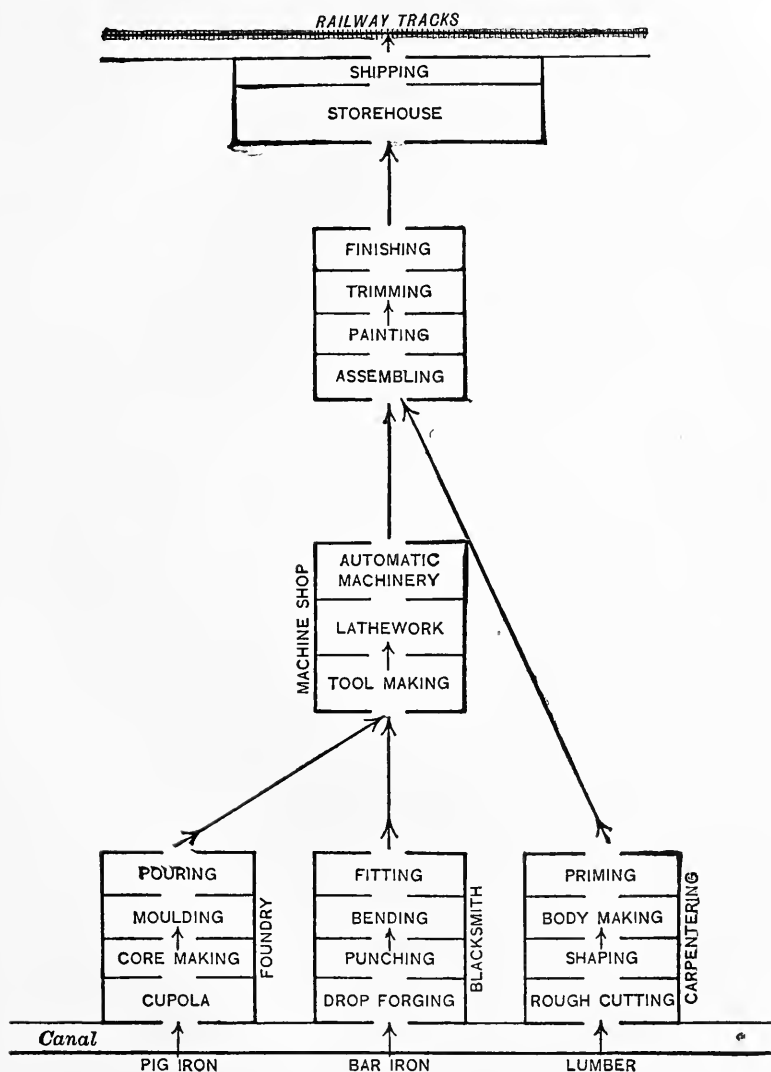 RAILWAY TRACKS
SHIPPING
STOREHOUSE
FINISHING
TRIMMING
PAINTING
ASSEMBLING
MACHINE SHOP
AUTOMATIC
MACHINERY
LATHEWORK
TOOL MAKING
POURING
MOULDING
CORE MAKING
CUPOLA
FOUNDRY
FITTING
BENDING
PUNCHING
DROP FORGING
BLACKSMITH
PRIMING
BODY MAKING
SHAPING
ROUGH CUTTING
CARPENTERING
Canal
PIG IRON
BAR IRON
LUMBER